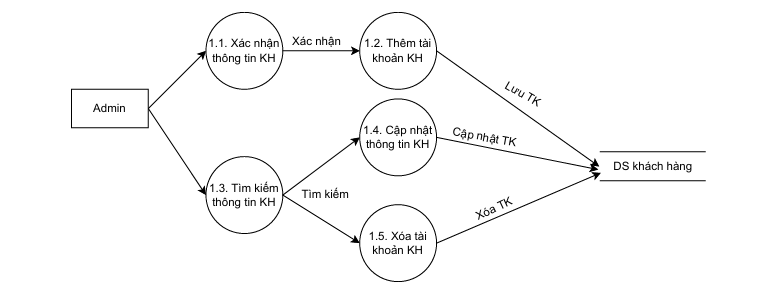 1.1. Xác nhận
thông tin KH
Xác nhận
1.2. Thêm tài
khoản KH
Lưu TK
Admin
1.4. Cập nhật
thông tin KH
Cập nhật TK
DS khách hàng
1.3. Tìm kiếm
thông tin KH
Tìm kiếm
1.5. Xóa tài
khoản KH
Xóa TK